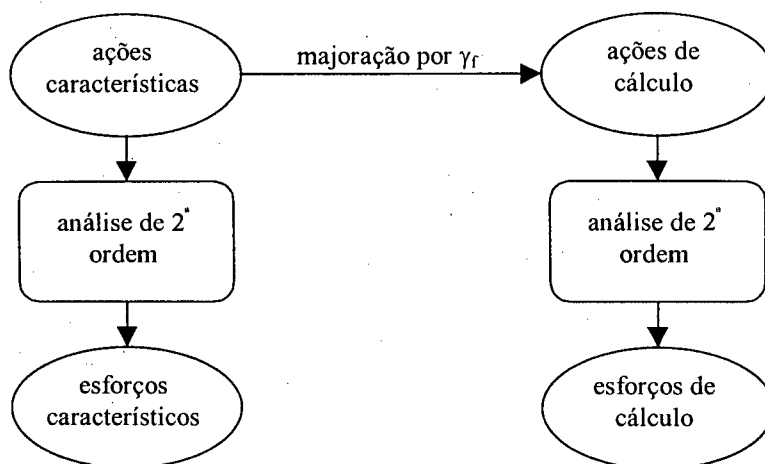 ações
características
majoração por γf
ações de
cálculo
análise de 2ª
ordem
análise de 2ª
ordem
esforços
característicos
esforços de
cálculo